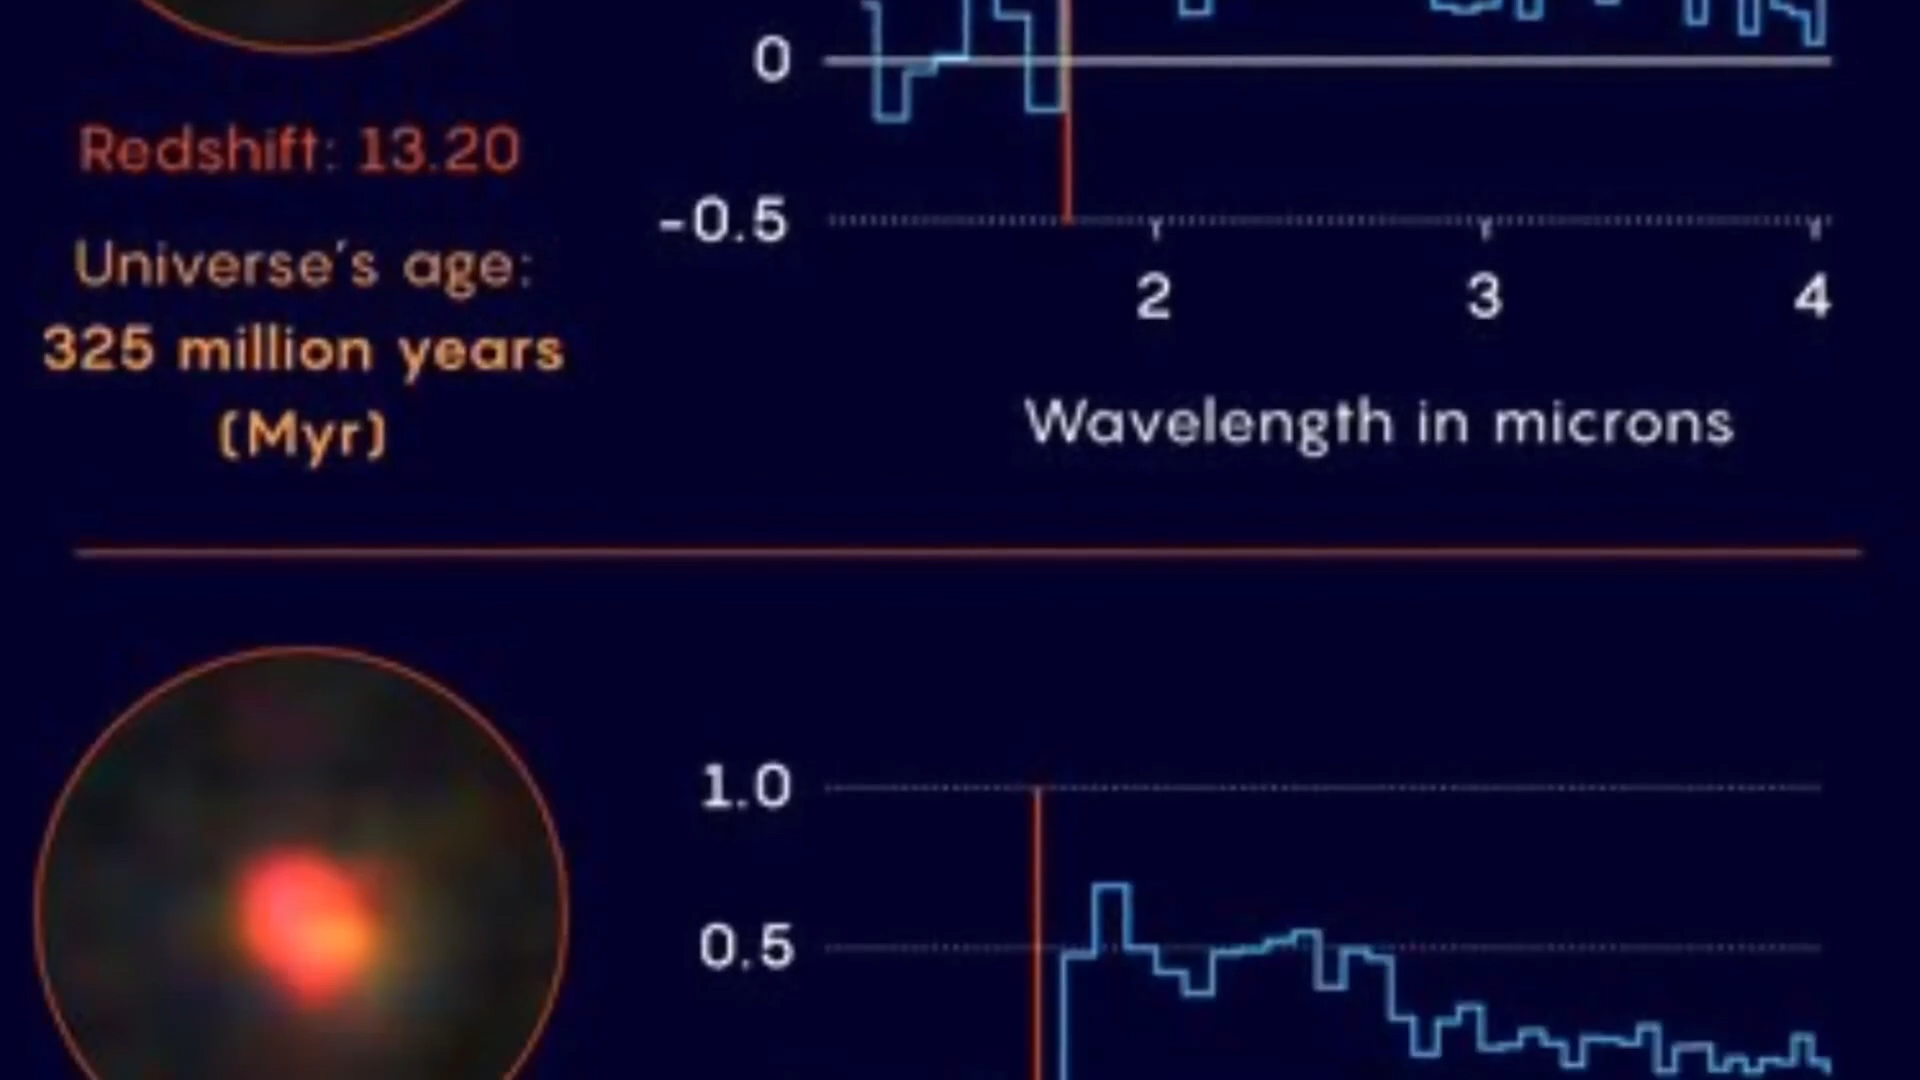 0
Redshift: 13.20
-0.5
Universe's age:
325 million years
(Myr)
2 3 4
Wavelength in microns
1.0
0.5